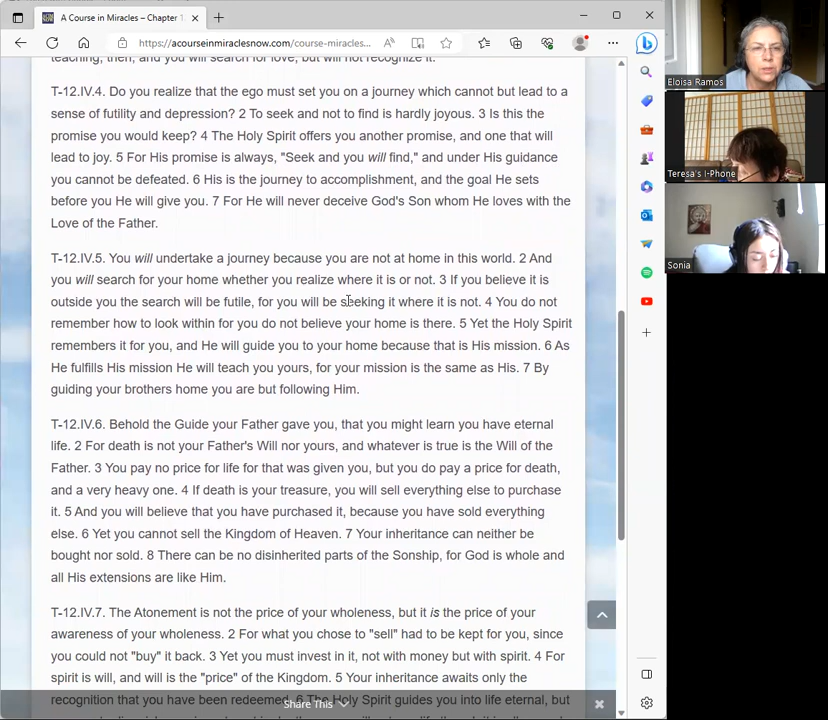 A Course in Miracles – Chapter 1
https://acourseinmiraclesnow.com/course-miracles...
teaching, then, and you will search for love, but will not recognize it.
T-12.IV.4. Do you realize that the ego must set you on a journey which cannot but lead to a
sense of futility and depression? 2 To seek and not to find is hardly joyous. 3 Is this the
promise you would keep? 4 The Holy Spirit offers you another promise, and one that will
lead to joy. 5 For His promise is always, "Seek and you will find," and under His guidance
you cannot be defeated. 6 His is the journey to accomplishment, and the goal He sets
before you He will give you. 7 For He will never deceive God's Son whom He loves with the
Love of the Father.
T-12.IV.5. You will undertake a journey because you are not at home in this world. 2 And
you will search for your home whether you realize where it is or not. 3 If you believe it is
outside you the search will be futile, for you will be seeking it where it is not. 4 You do not
remember how to look within for you do not believe your home is there. 5 Yet the Holy Spirit
remembers it for you, and He will guide you to your home because that is His mission. 6 As
He fulfills His mission He will teach you yours, for your mission is the same as His. 7 By
guiding your brothers home you are but following Him.
T-12.IV.6. Behold the Guide your Father gave you, that you might learn you have eternal
life. 2 For death is not your Father's Will nor yours, and whatever is true is the Will of the
Father. 3 You pay no price for life for that was given you, but you do pay a price for death,
and a very heavy one. 4 If death is your treasure, you will sell everything else to purchase
it. 5 And you will believe that you have purchased it, because you have sold everything
else. 6 Yet you cannot sell the Kingdom of Heaven. 7 Your inheritance can neither be
bought nor sold. 8 There can be no disinherited parts of the Sonship, for God is whole and
all His extensions are like Him.
T-12.IV.7. The Atonement is not the price of your wholeness, but it is the price of your
awareness of your wholeness. 2 For what you chose to "sell" had to be kept for you, since
you could not "buy" it back. 3 Yet you must invest in it, not with money but with spirit. 4 For
spirit is will, and will is the "price" of the Kingdom. 5 Your inheritance awaits only the
recognition that you have been redeemed. 6 The Holy Spirit guides you into life eternal, but
Share This
Eloisa Ramos
Teresa's I-Phone
Sonia